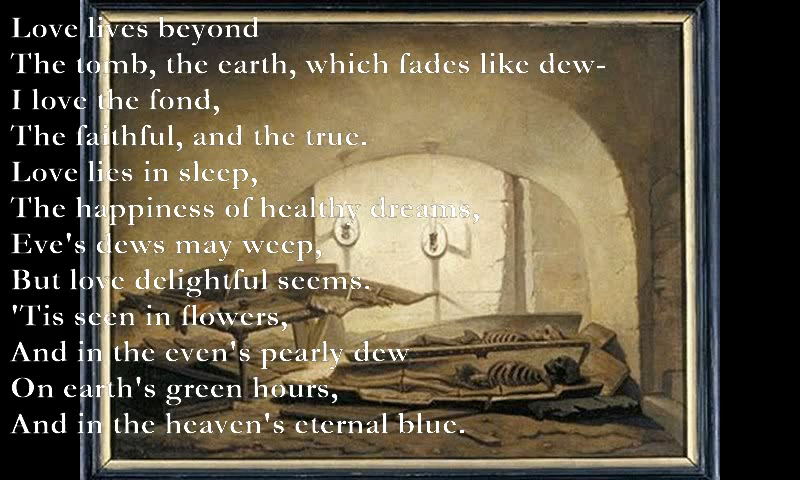 Love lives beyond
The tomb, the earth, which fades like dew-
I love the fond,
The faithful, and the true.
Love lies in sleep,
The happiness of healthy dreams,
Eve's dews may weep,
But love delightful seems.
'Tis seen in flowers,
And in the even's pearly dew
On earth's green hours,
And in the heaven's eternal blue.